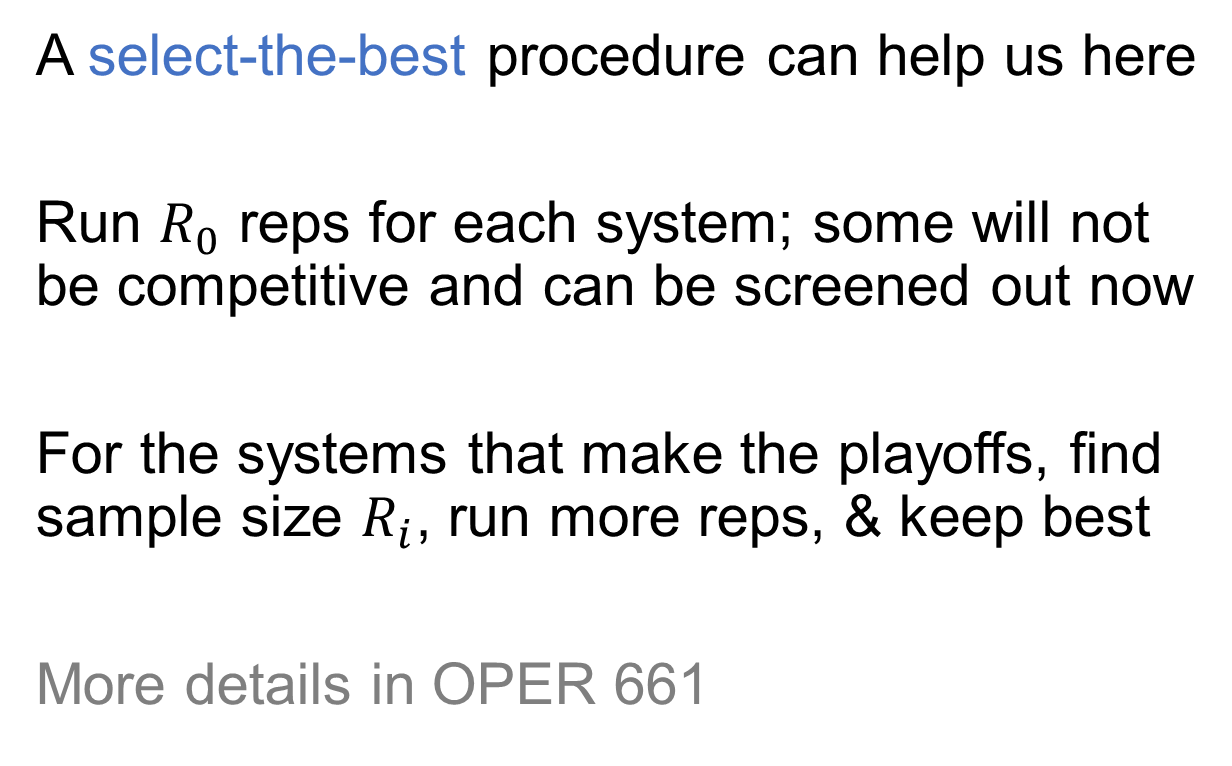 A select-the-best procedure can help us here
Run R₀ reps for each system; some will not
be competitive and can be screened out now
For the systems that make the playoffs, find
sample size Rᵢ, run more reps, & keep best
More details in OPER 661